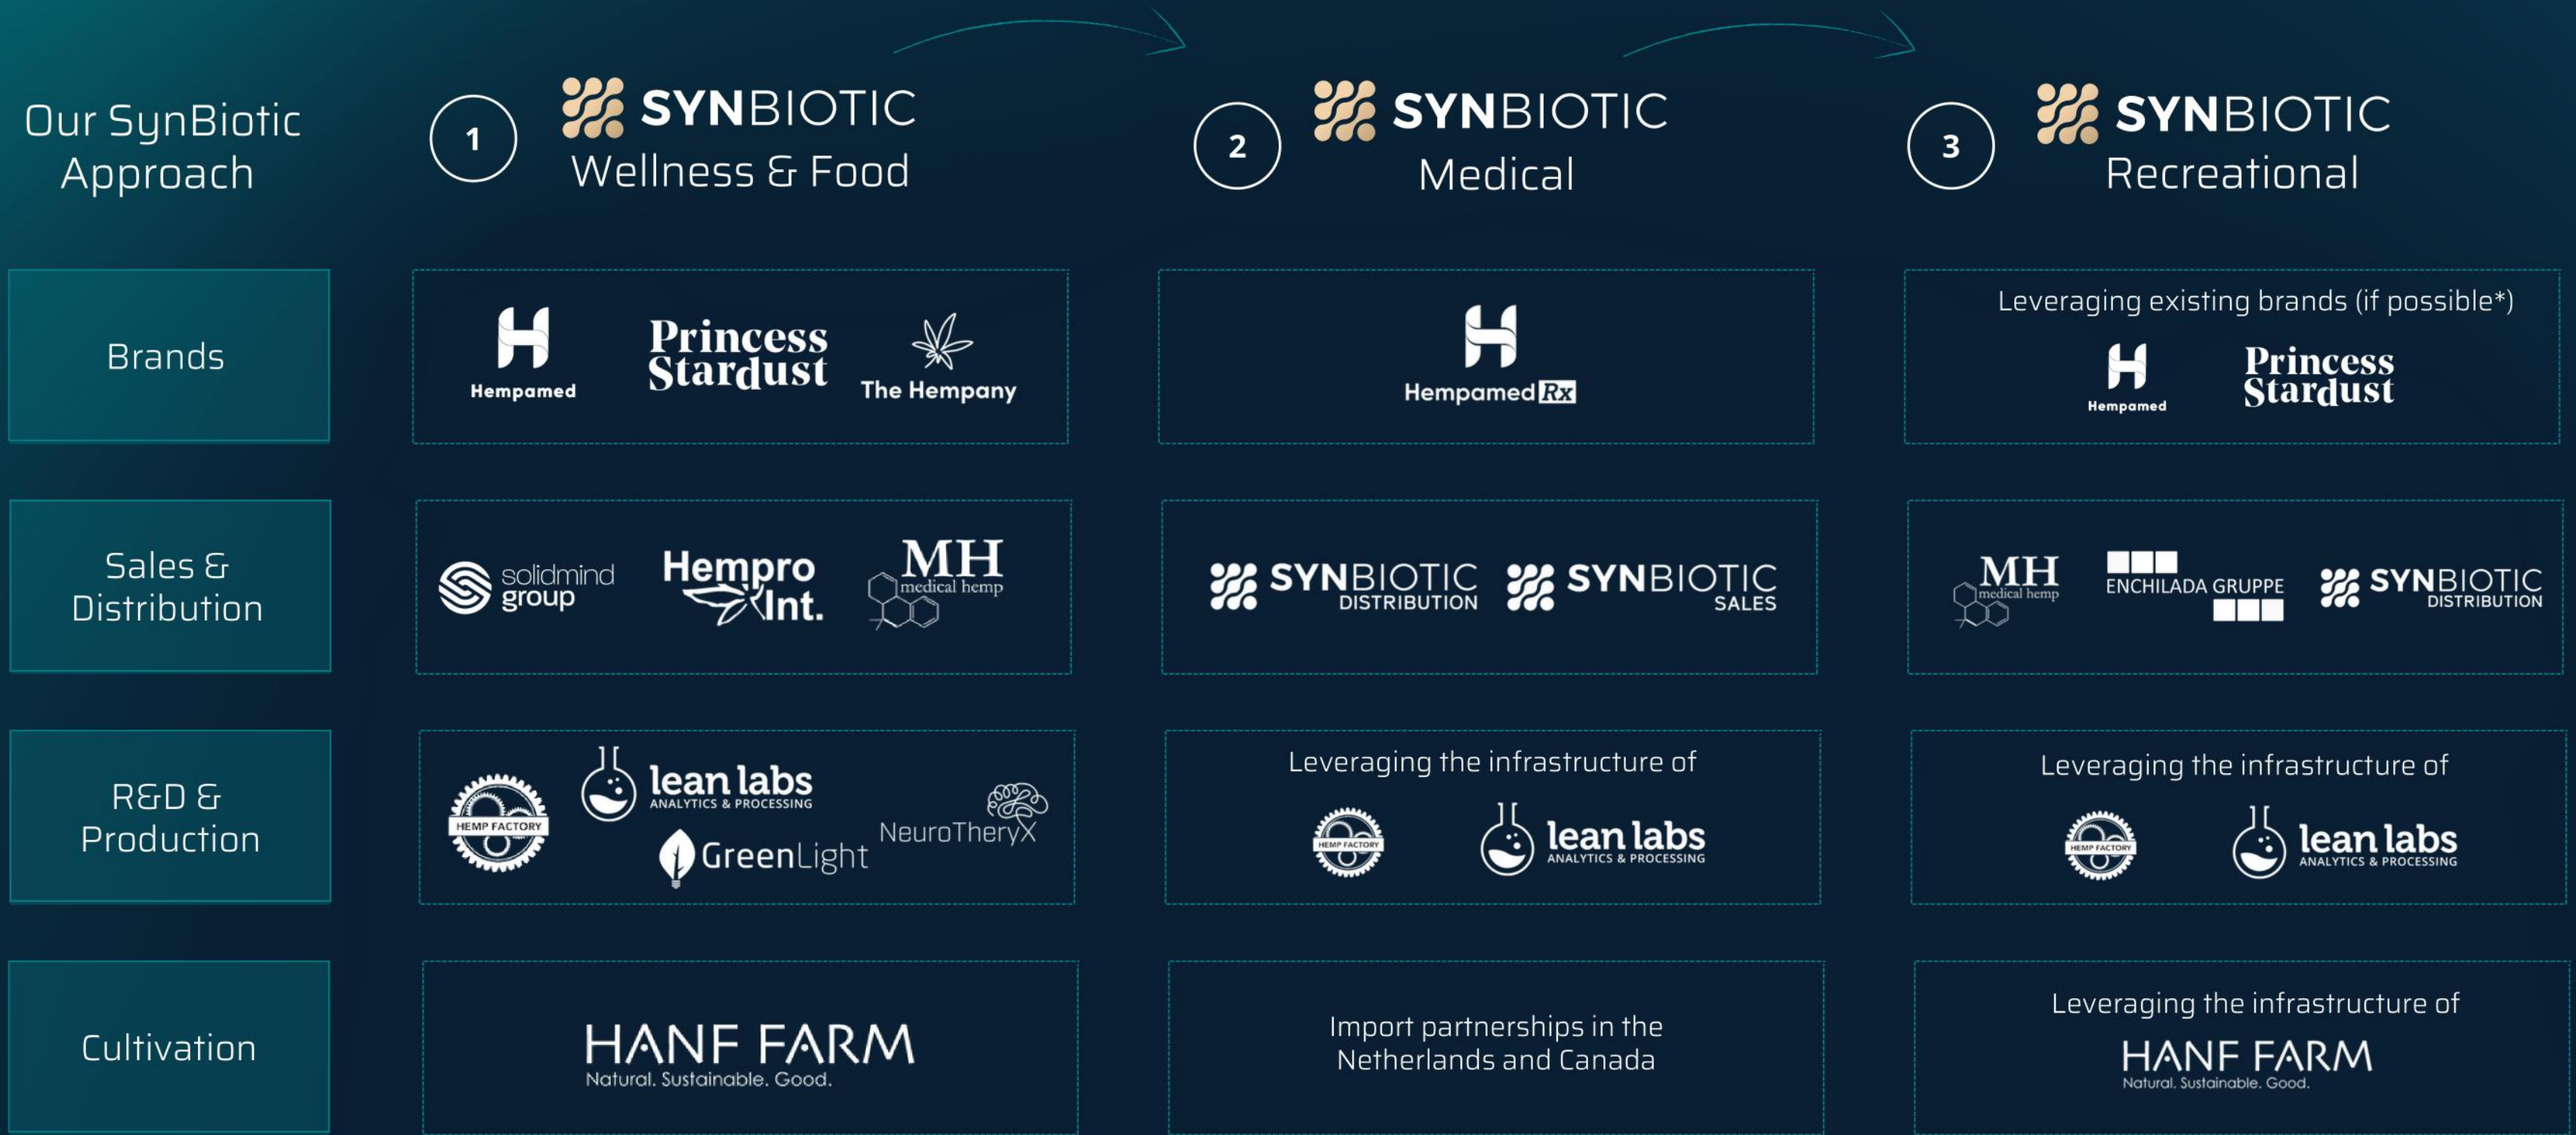 Our SynBiotic
Approach
1
SYNBIOTIC
Wellness & Food
2
SYNBIOTIC
Medical
3
SYNBIOTIC
Recreational
Brands
Hempamed
Princess
Stardust
The Hempany
Hempamed Rx
Leveraging existing brands (if possible*)
Hempamed
Princess
Stardust
Sales &
Distribution
solidmind
group
Hempro
Int.
MH
medical hemp
SYNBIOTIC
DISTRIBUTION
SYNBIOTIC
SALES
MH
medical hemp
ENCHILADA GRUPPE
SYNBIOTIC
DISTRIBUTION
R&D &
Production
HEMP FACTORY
lean labs
ANALYTICS & PROCESSING
GreenLight
NeuroTheryX
Leveraging the infrastructure of
HEMP FACTORY
lean labs
ANALYTICS & PROCESSING
Leveraging the infrastructure of
HEMP FACTORY
lean labs
ANALYTICS & PROCESSING
Cultivation
HANF FARM
Natural. Sustainable. Good.
Import partnerships in the
Netherlands and Canada
Leveraging the infrastructure of
HANF FARM
Natural. Sustainable. Good.